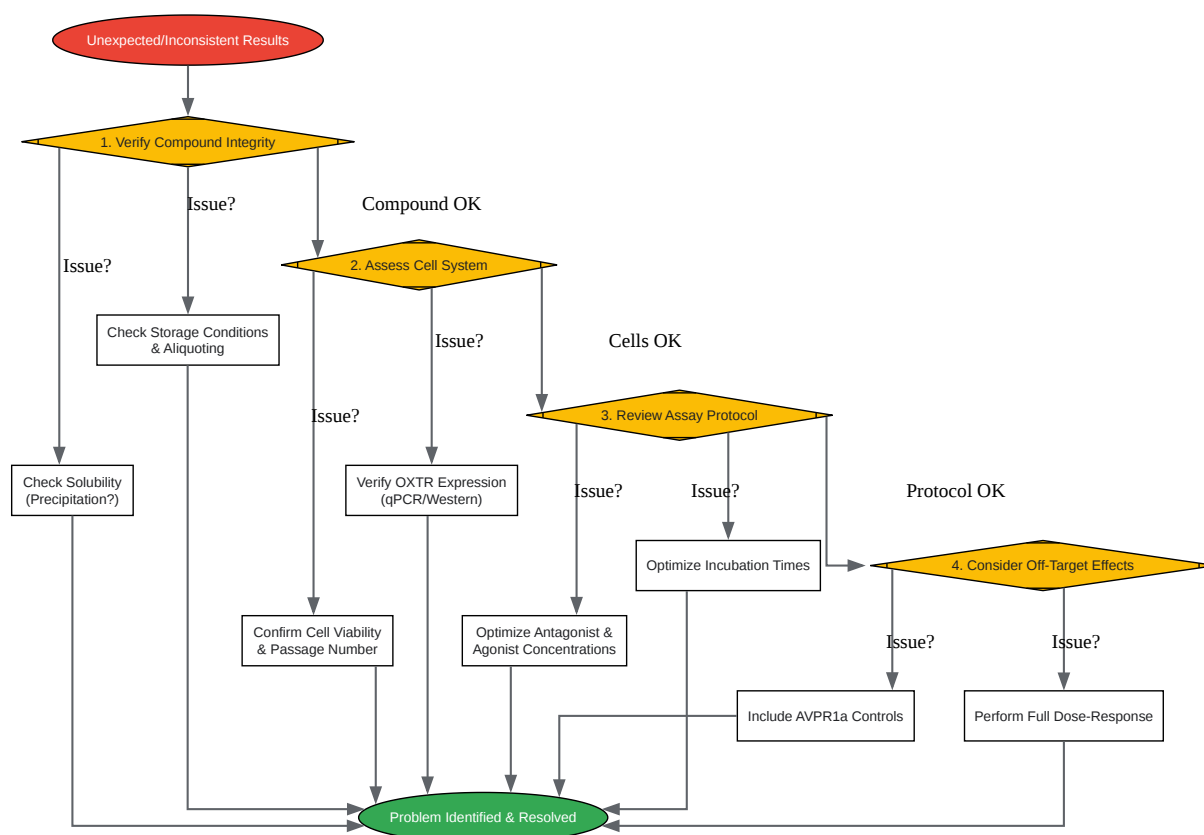 Unexpected/Inconsistent Results
1. Verify Compound Integrity
Issue?
Compound OK
Issue?
2. Assess Cell System
Check Storage Conditions
& Aliquoting
Issue?
Cells OK
Issue?
3. Review Assay Protocol
Check Solubility
(Precipitation?)
Verify OXTR Expression
(qPCR/Western)
Issue?
Issue?
Protocol OK
Optimize Incubation Times
4. Consider Off-Target Effects
Confirm Cell Viability
& Passage Number
Optimize Antagonist &
Agonist Concentrations
Issue?
Issue?
Include AVPR1a Controls
Perform Full Dose-Response
Problem Identified & Resolved